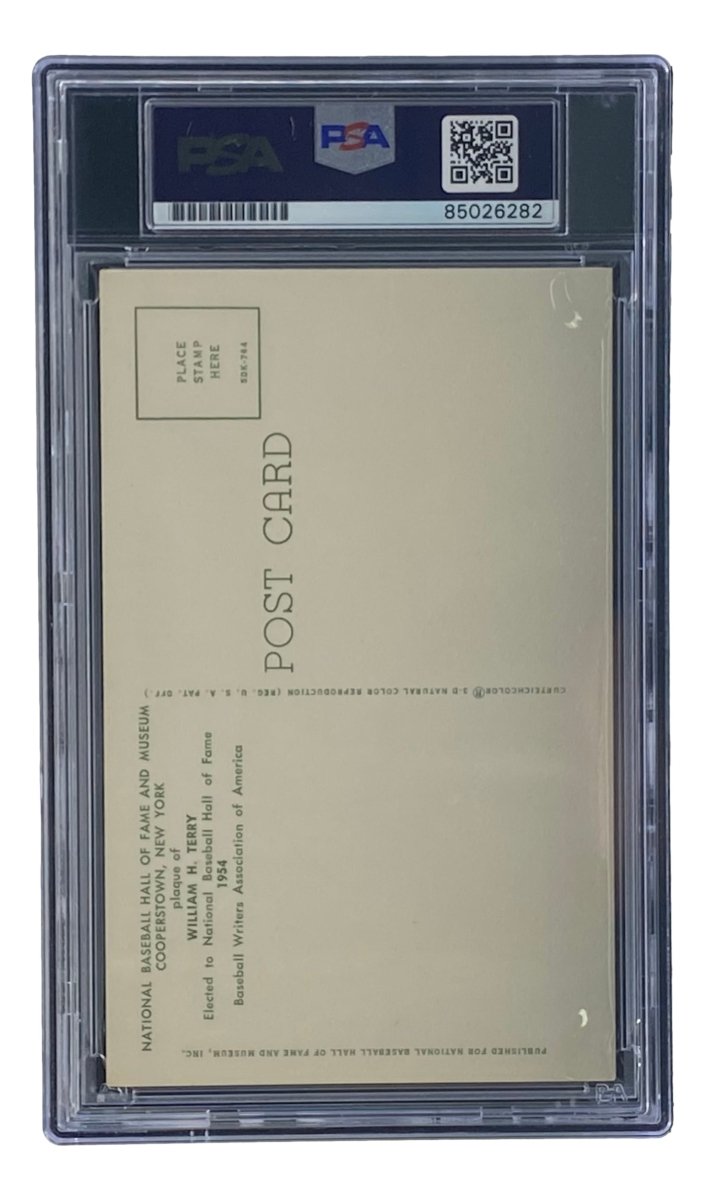 PSA
PSA
85026282
NATIONAL BASEBALL HALL OF FAME AND MUSEUM
COOPERSTOWN, NEW YORK
plaque of
WILLIAM H. TERRY
Elected to National Baseball Hall of Fame
1954
Baseball Writers Association of America
CURTEICHCOLOR® 3-D NATURAL COLOR REPRODUCTION (REG. U. S. A. PAT. OFF.)
POST CARD
PLACE
STAMP
HERE
PUBLISHED FOR NATIONAL BASEBALL HALL OF FAME AND MUSEUM, INC.